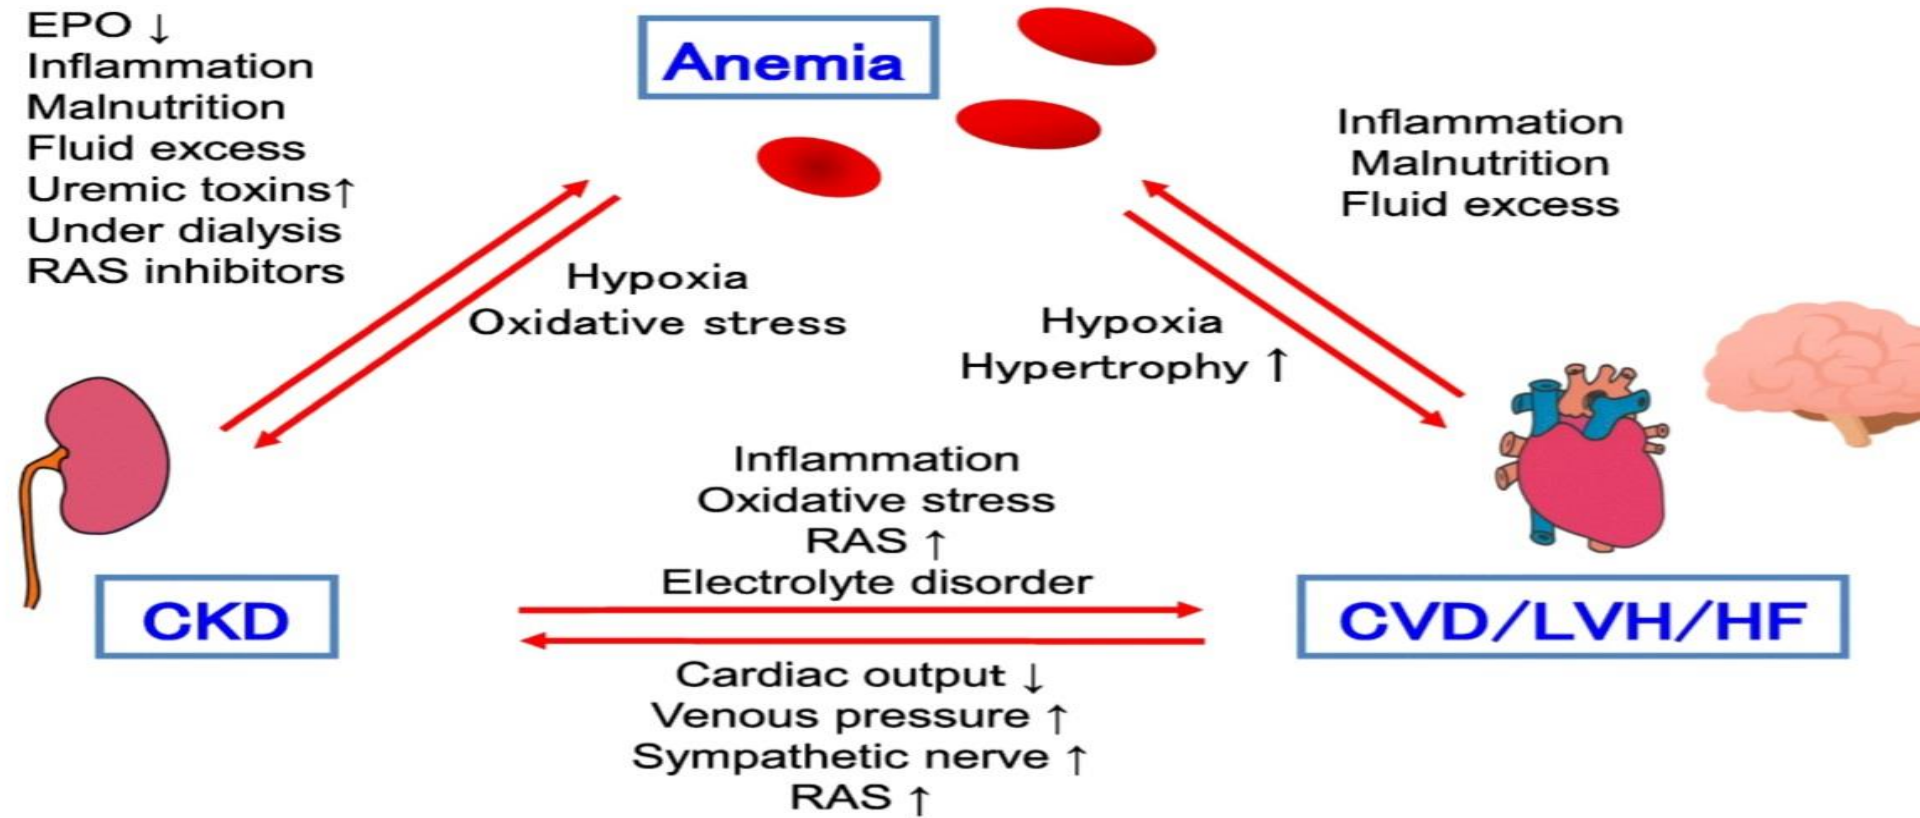 EPO ↓
Inflammation
Malnutrition
Fluid excess
Uremic toxins↑
Under dialysis
RAS inhibitors
Anemia
Inflammation
Malnutrition
Fluid excess
Hypoxia
Oxidative stress
Hypoxia
Hypertrophy ↑
Inflammation
Oxidative stress
RAS ↑
Electrolyte disorder
CKD
CVD/LVH/HF
Cardiac output ↓
Venous pressure ↑
Sympathetic nerve ↑
RAS ↑